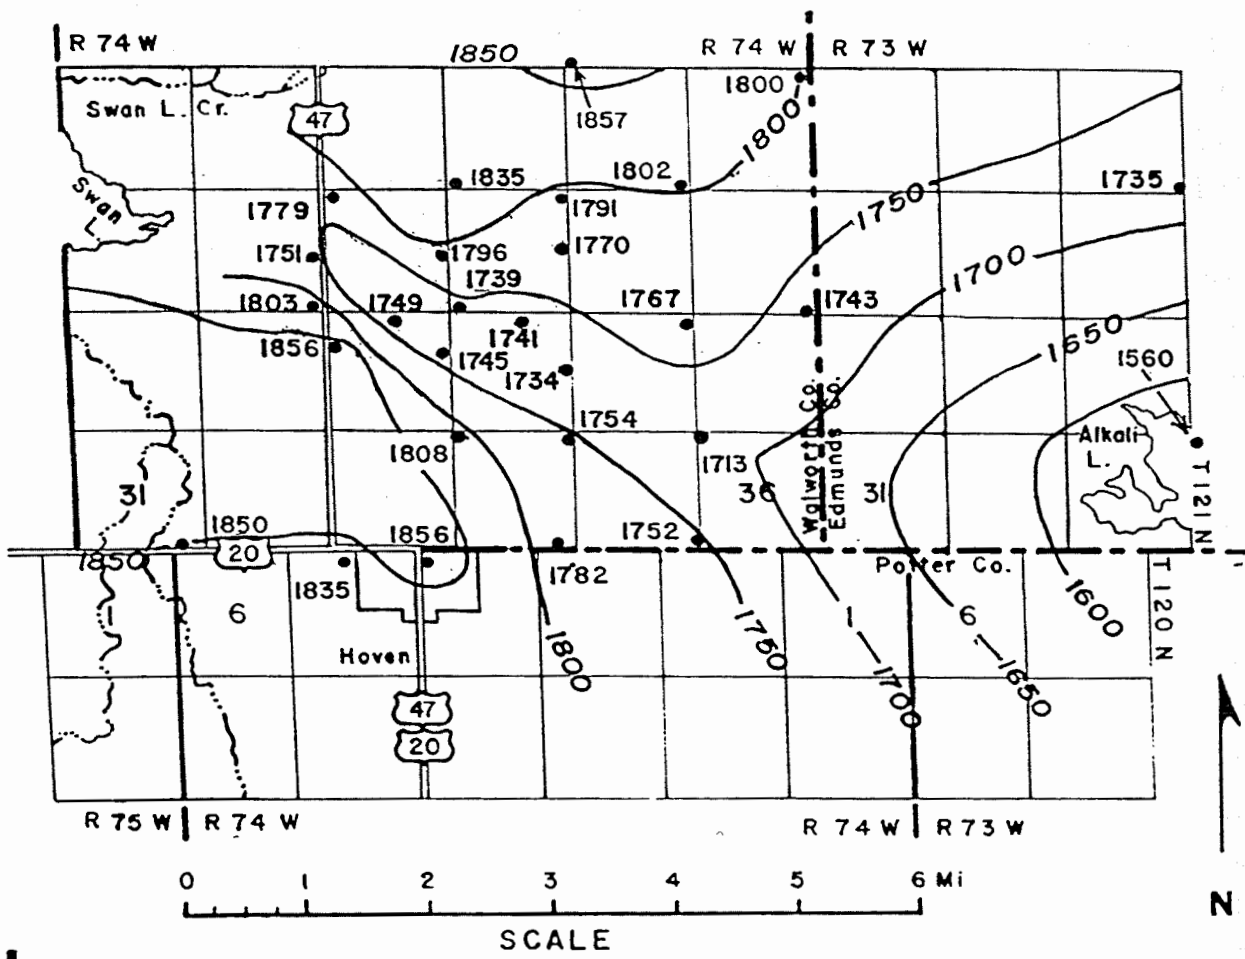 R 74 W
1850
R 74 W
R 73 W
Swan L. Cr.
47
1857
1800
1800
Swan
L.
1835
1802
1735
1779
1791
1750
1751
1796
1770
1739
1700
1803
1749
1767
1743
1856
1741
1745
1734
1650
1560
1754
1808
1713
Walworth Co.
Edmunds Co.
Alkali
L.
31
36
31
T 121 N
1850
20
1850
1856
1752
1835
1782
Potter Co.
6
1
6
T 120 N
Hoven
1800
1750
1700
1650
1600
47
20
R 75 W
R 74 W
R 74 W
R 73 W
0 1 2 3 4 5 6 Mi
SCALE
N